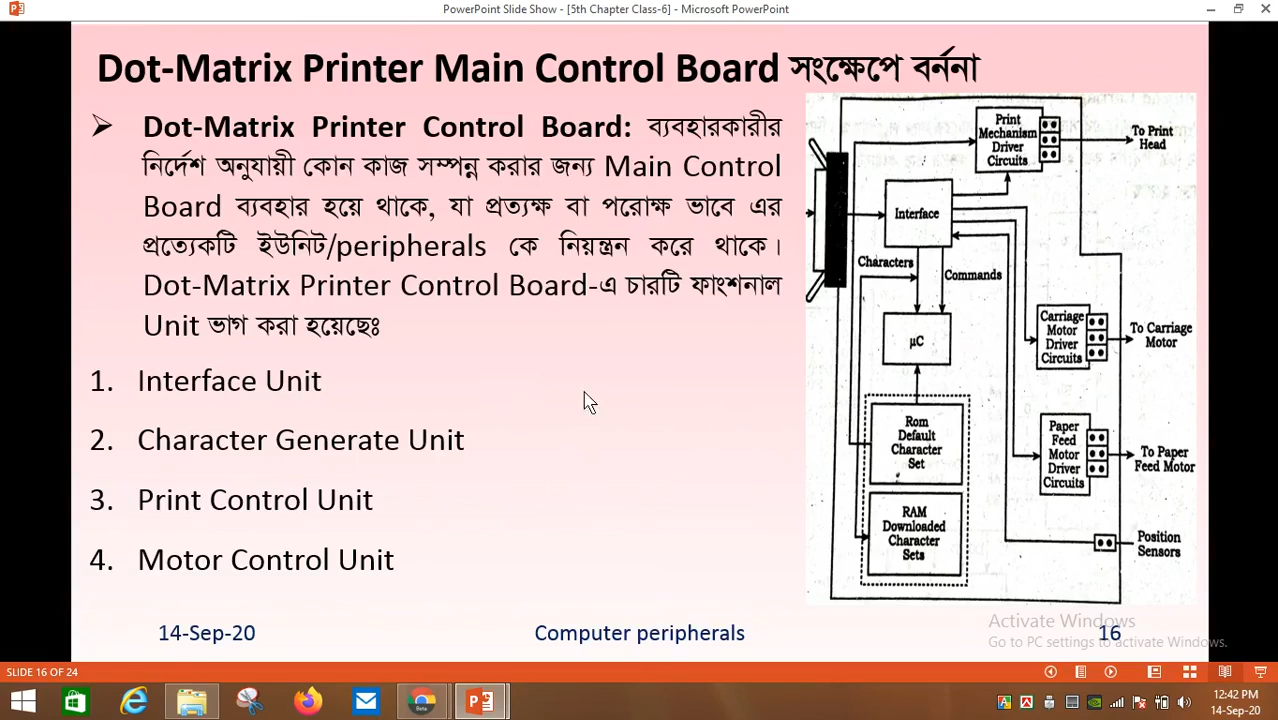 PowerPoint Slide Show - [5th Chapter Class-6] - Microsoft PowerPoint
Dot-Matrix Printer Main Control Board সংক্ষেপে বর্ননা
➢ Dot-Matrix Printer Control Board: ব্যবহারকারীর
নির্দেশ অনুযায়ী কোন কাজ সম্পন্ন করার জন্য Main Control
Board ব্যবহার হয়ে থাকে, যা প্রত্যক্ষ বা পরোক্ষ ভাবে এর
প্রত্যেকটি ইউনিট/peripherals কে নিয়ন্ত্রন করে থাকে।
Dot-Matrix Printer Control Board-এ চারটি ফাংশনাল
Unit ভাগ করা হয়েছেঃ
1. Interface Unit
2. Character Generate Unit
3. Print Control Unit
4. Motor Control Unit
Print
Mechanism
Driver
Circuits
To Print
Head
Interface
Characters
Commands
µC
Carriage
Motor
Driver
Circuits
To Carriage
Motor
Rom
Default
Character
Set
Paper
Feed
Motor
Driver
Circuits
To Paper
Feed Motor
RAM
Downloaded
Character
Sets
Position
Sensors
14-Sep-20
Computer peripherals
16
Activate Windows
Go to PC settings to activate Windows.
SLIDE 16 OF 24
Beta
12:42 PM
14-Sep-20